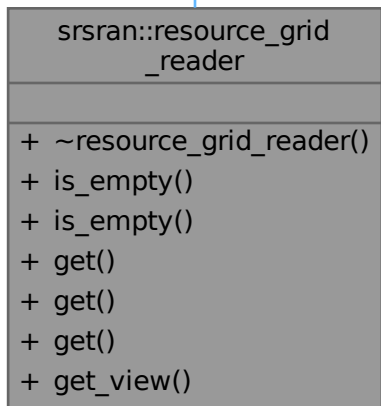 srsran::resource_grid
_reader
+ ~resource_grid_reader()
+ is_empty()
+ is_empty()
+ get()
+ get()
+ get()
+ get_view()